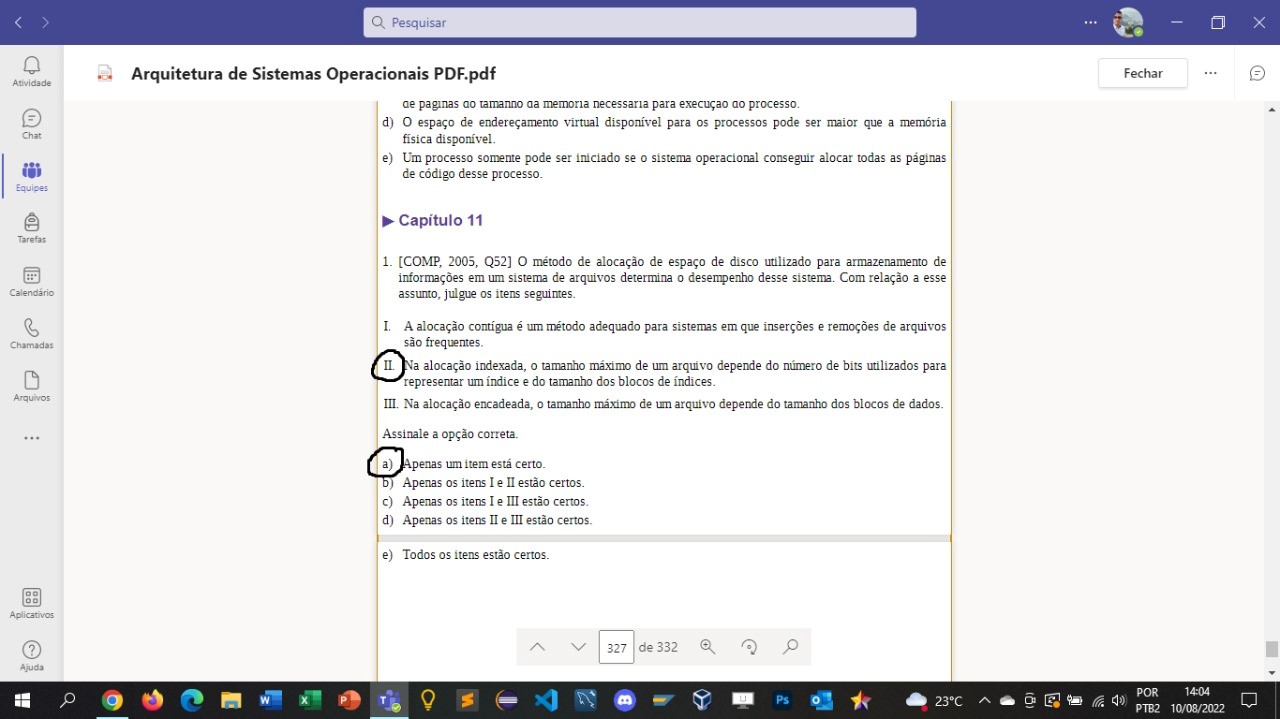 Pesquisar
Arquitetura de Sistemas Operacionais PDF.pdf
Fechar
Atividade
Chat
Equipes
Tarefas
Calendário
Chamadas
Arquivos
Aplicativos
Ajuda
de páginas do tamanho da memória necessária para execução do processo.
d) O espaço de endereçamento virtual disponível para os processos pode ser maior que a memória
física disponível.
e) Um processo somente pode ser iniciado se o sistema operacional conseguir alocar todas as páginas
de código desse processo.
▶ Capítulo 11
1. [COMP, 2005, Q52] O método de alocação de espaço de disco utilizado para armazenamento de
informações em um sistema de arquivos determina o desempenho desse sistema. Com relação a esse
assunto, julgue os itens seguintes.
I. A alocação contígua é um método adequado para sistemas em que inserções e remoções de arquivos
são frequentes.
II. Na alocação indexada, o tamanho máximo de um arquivo depende do número de bits utilizados para
representar um índice e do tamanho dos blocos de índices.
III. Na alocação encadeada, o tamanho máximo de um arquivo depende do tamanho dos blocos de dados.
Assinale a opção correta.
a) Apenas um item está certo.
b) Apenas os itens I e II estão certos.
c) Apenas os itens I e III estão certos.
d) Apenas os itens II e III estão certos.
e) Todos os itens estão certos.
327 de 332
23°C
POR
PTB2
14:04
10/08/2022